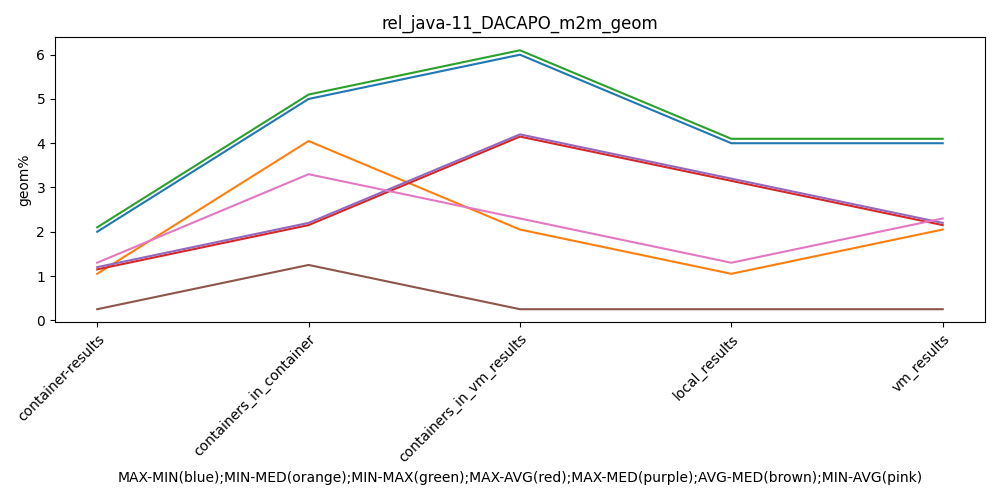 rel_java-11_DACAPO_m2m_geom
geom%
6
5
4
3
2
1
0
container-results
containers_in_container
containers_in_vm_results
local_results
vm_results
MAX-MIN(blue);MIN-MED(orange);MIN-MAX(green);MAX-AVG(red);MAX-MED(purple);AVG-MED(brown);MIN-AVG(pink)